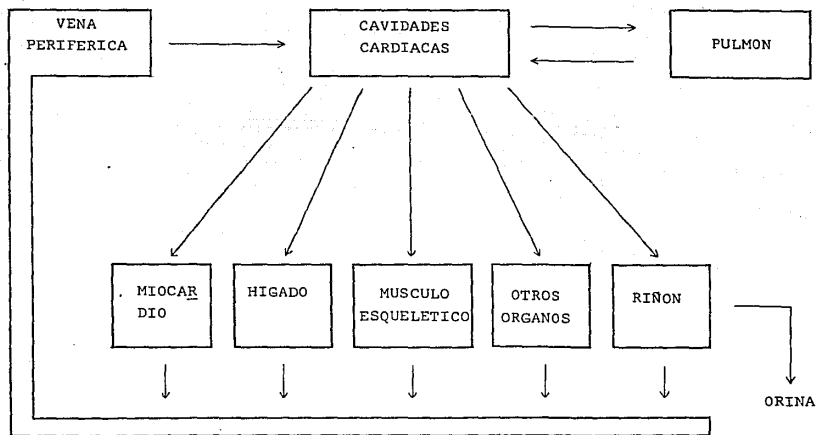 VENA
PERIFERICA
CAVIDADES
CARDIACAS
PULMON
MIOCAR
DIO
HIGADO
MUSCULO
ESQUELETICO
OTROS
ORGANOS
RIÑON
ORINA